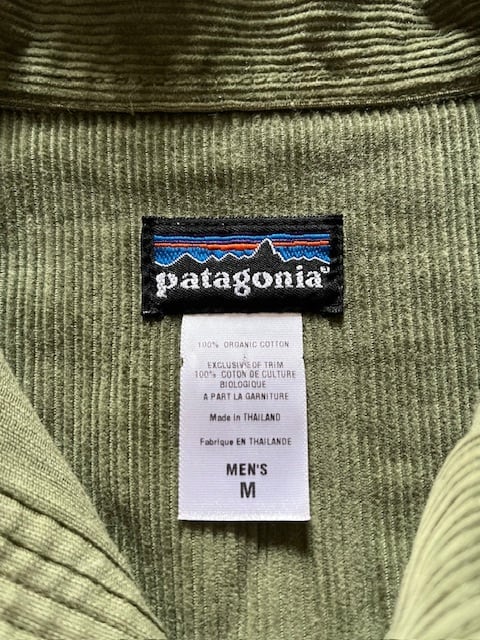 patagonia®
100% ORGANIC COTTON
EXCLUSIVE OF TRIM
100% COTON DE CULTURE
BIOLOGIQUE
A PART LA GARNITURE
Made in THAILAND
Fabrique EN THAILANDE
MEN'S
M